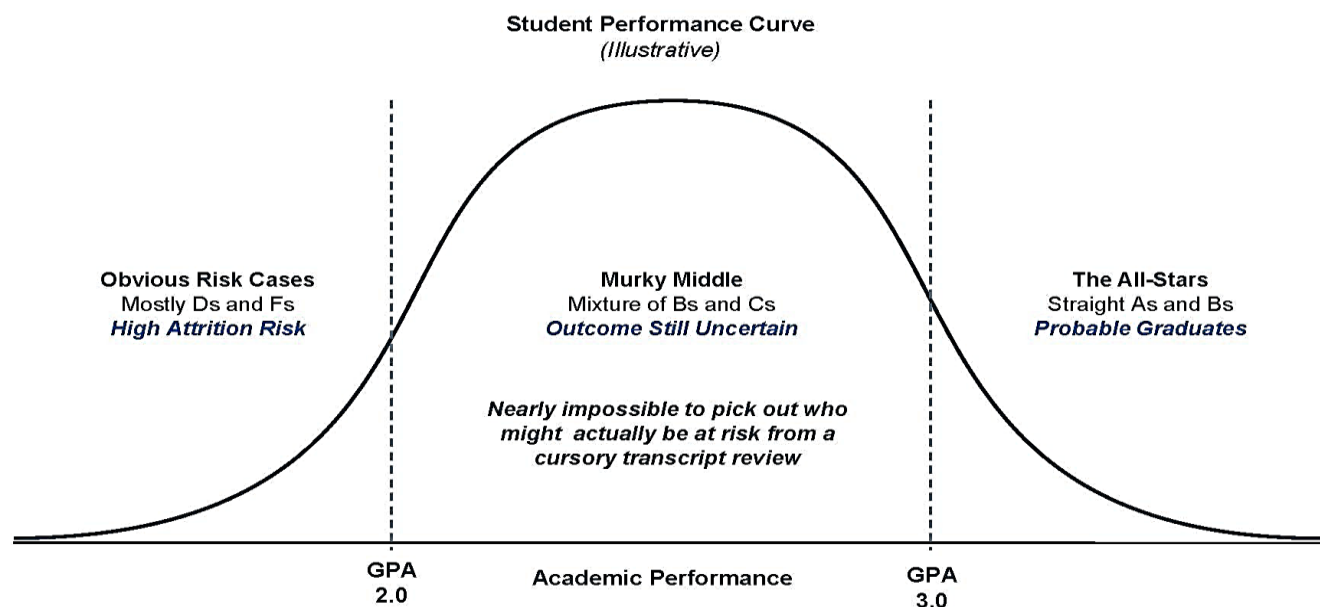 Student Performance Curve
(Illustrative)
Obvious Risk Cases
Mostly Ds and Fs
High Attrition Risk
Murky Middle
Mixture of Bs and Cs
Outcome Still Uncertain
The All-Stars
Straight As and Bs
Probable Graduates
Nearly impossible to pick out who
might actually be at risk from a
cursory transcript review
GPA
2.0
Academic Performance
GPA
3.0